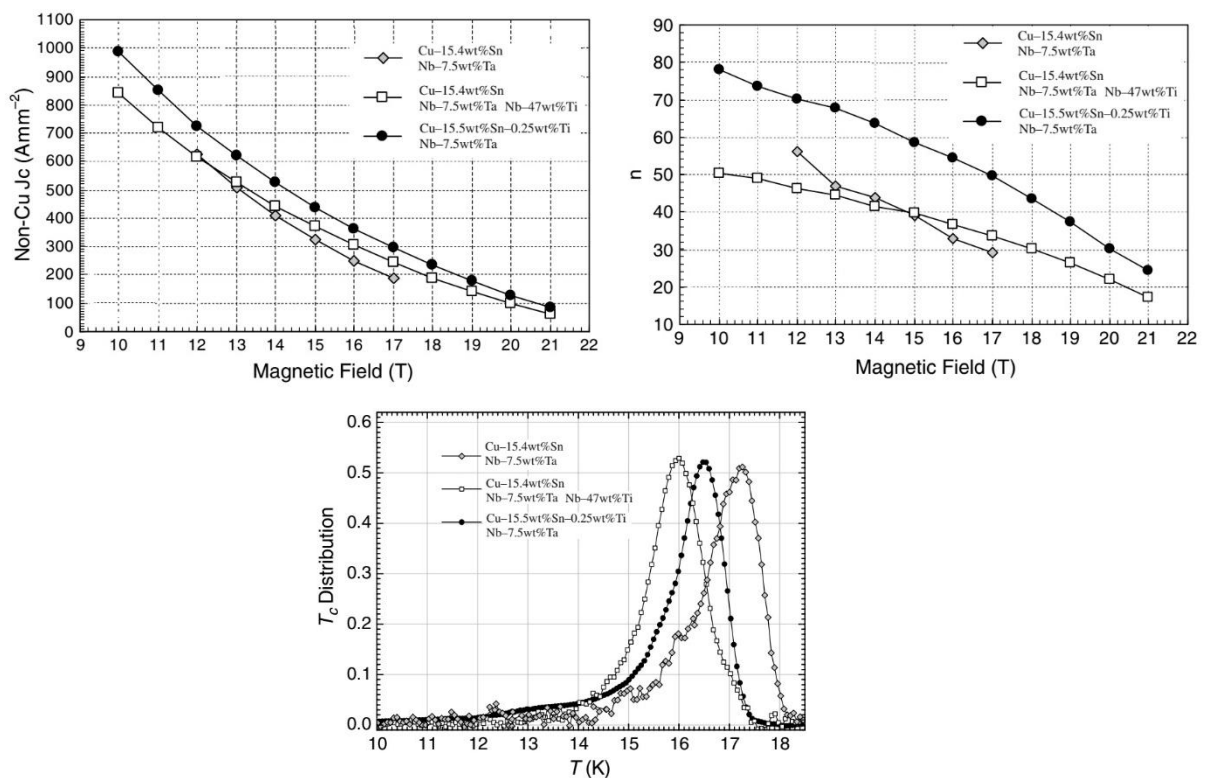 1100
1000
900
800
700
600
500
400
300
200
100
0
Non-Cu Jc (Amm−2)
Cu–15.4wt%Sn
Nb–7.5wt%Ta
Cu–15.4wt%Sn
Nb–7.5wt%Ta Nb–47wt%Ti
Cu–15.5wt%Sn–0.25wt%Ti
Nb–7.5wt%Ta
9 10 11 12 13 14 15 16 17 18 19 20 21 22
Magnetic Field (T)
90
80
70
60
50
40
30
20
10
n
Cu–15.4wt%Sn
Nb–7.5wt%Ta
Cu–15.4wt%Sn
Nb–7.5wt%Ta Nb–47wt%Ti
Cu–15.5wt%Sn–0.25wt%Ti
Nb–7.5wt%Ta
9 10 11 12 13 14 15 16 17 18 19 20 21 22
Magnetic Field (T)
0.6
0.5
0.4
0.3
0.2
0.1
0.0
Tc Distribution
Cu–15.4wt%Sn
Nb–7.5wt%Ta
Cu–15.4wt%Sn
Nb–7.5wt%Ta Nb–47wt%Ti
Cu–15.5wt%Sn–0.25wt%Ti
Nb–7.5wt%Ta
10 11 12 13 14 15 16 17 18
T (K)